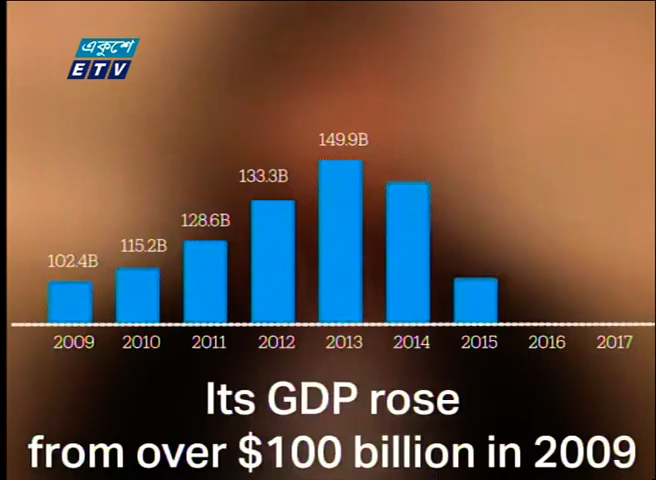 একুশে
ETV
149.9B
133.3B
128.6B
115.2B
102.4B
2009 2010 2011 2012 2013 2014 2015 2016 2017
Its GDP rose
from over $100 billion in 2009